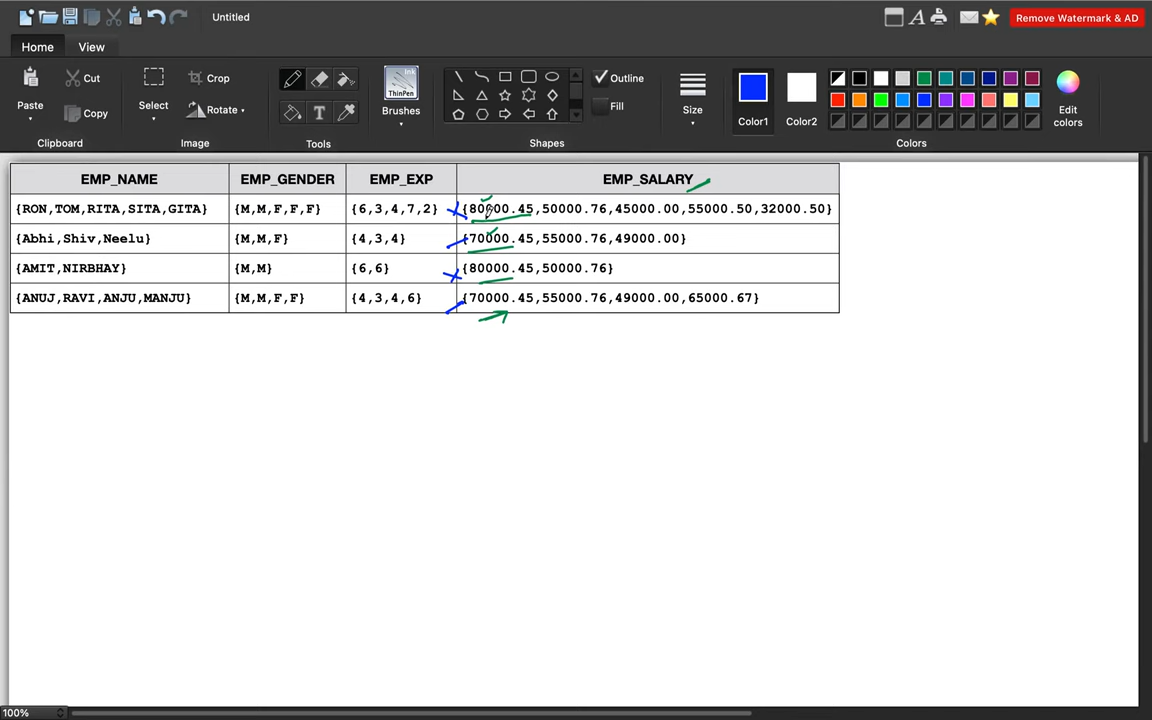 Untitled
Remove Watermark & AD
Home View
Paste Cut Copy
Clipboard
Select Crop Rotate
Image
Tools
Ink
ThinPen
Brushes
Outline
Fill
Shapes
Size
Color1 Color2
Edit colors
Colors
EMP_NAME EMP_GENDER EMP_EXP EMP_SALARY
{RON,TOM,RITA,SITA,GITA} {M,M,F,F,F} {6,3,4,7,2} {80000.45,50000.76,45000.00,55000.50,32000.50}
{Abhi,Shiv,Neelu} {M,M,F} {4,3,4} {70000.45,55000.76,49000.00}
{AMIT,NIRBHAY} {M,M} {6,6} {80000.45,50000.76}
{ANUJ,RAVI,ANJU,MANJU} {M,M,F,F} {4,3,4,6} {70000.45,55000.76,49000.00,65000.67}
100%